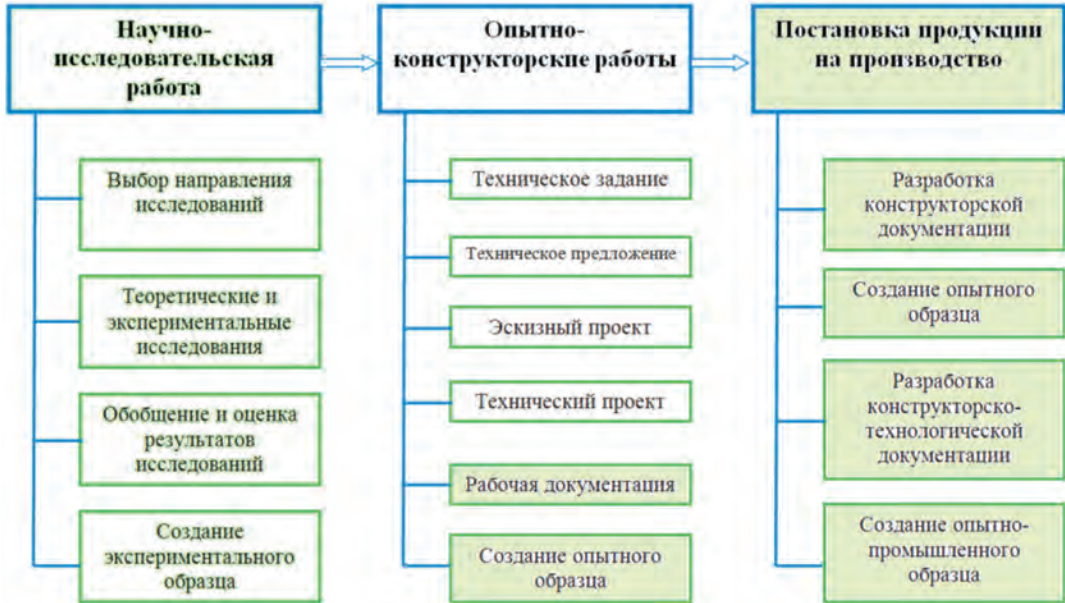 Научно-
исследовательская
работа
Выбор направления
исследований
Теоретические и
экспериментальные
исследования
Обобщение и оценка
результатов
исследований
Создание
экспериментального
образца
Опытно-
конструкторские работы
Техническое задание
Техническое предложение
Эскизный проект
Технический проект
Рабочая документация
Создание опытного
образца
Постановка продукции
на производство
Разработка
конструкторской
документации
Создание опытного
образца
Разработка
конструкторско-
технологической
документации
Создание опытно-
промышленного
образца